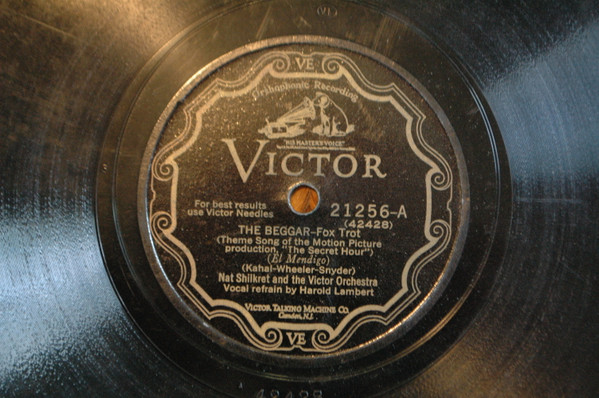 VE
Orthophonic Recording
"HIS MASTER'S VOICE"
VICTOR
For best results
use Victor Needles
21256-A
(42428)
THE BEGGAR-Fox Trot
(Theme Song of the Motion Picture
production, "The Secret Hour")
(El Mendigo)
(Kahal-Wheeler-Snyder)
Nat Shilkret and the Victor Orchestra
Vocal refrain by Harold Lambert
VICTOR TALKING MACHINE CO.
Camden, N.J.
VE